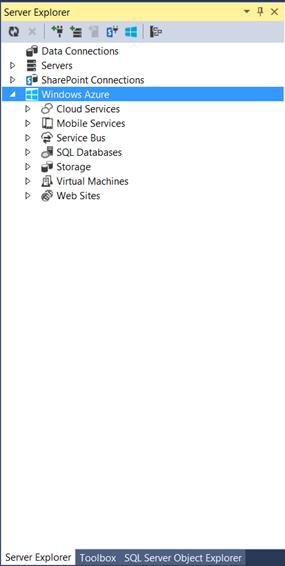 Server Explorer
Data Connections
Servers
SharePoint Connections
Windows Azure
Cloud Services
Mobile Services
Service Bus
SQL Databases
Storage
Virtual Machines
Web Sites
Server Explorer Toolbox SQL Server Object Explorer